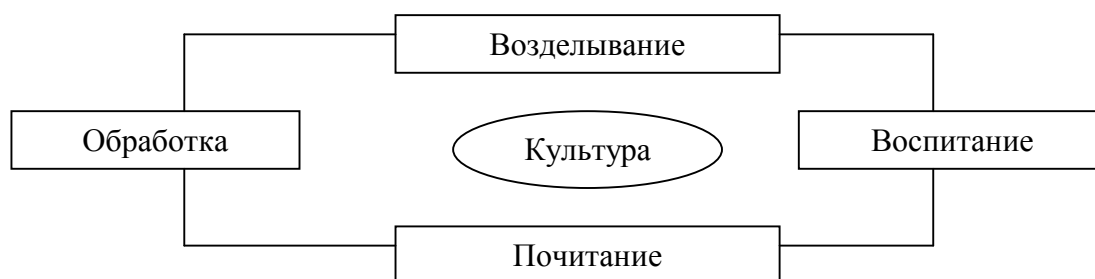 Возделывание
Обработка
Культура
Воспитание
Почитание